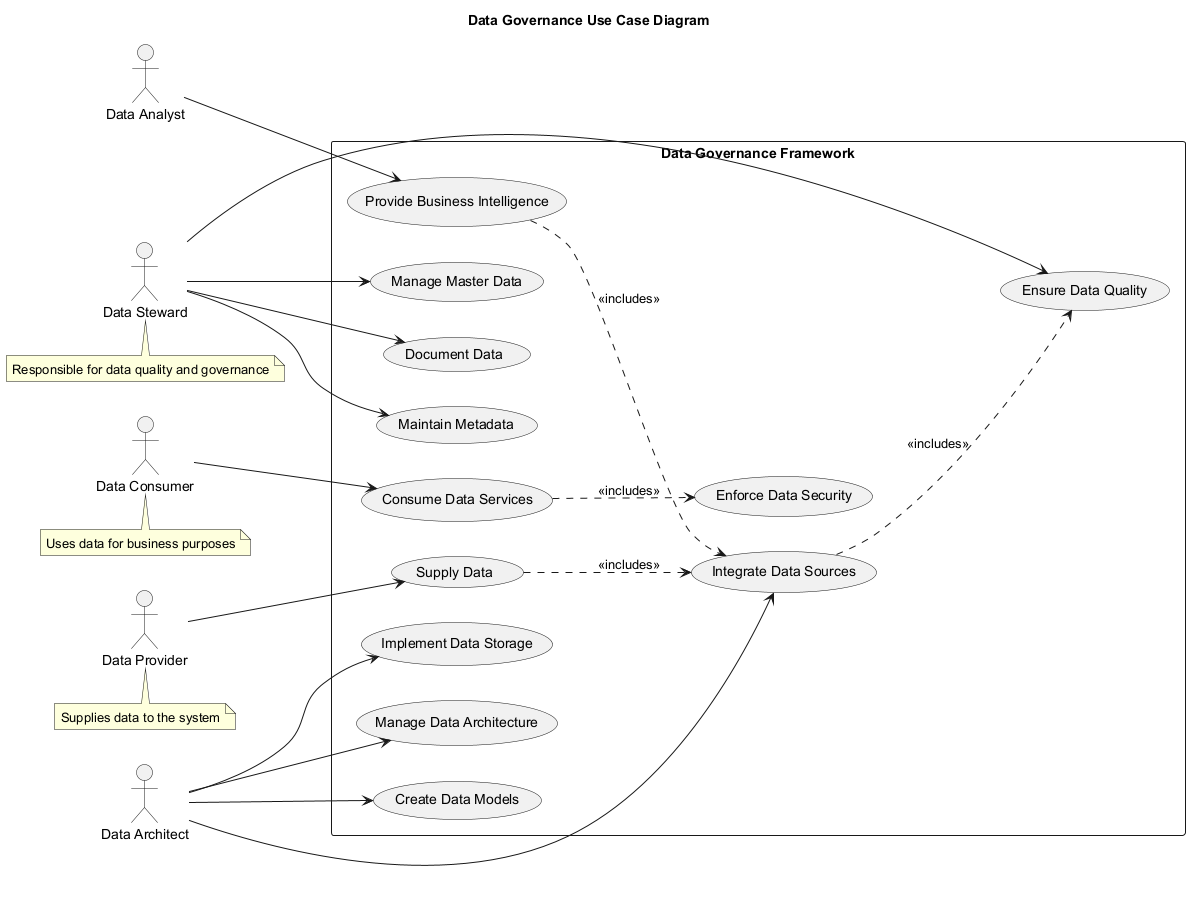 Data Governance Use Case Diagram
Data Analyst
Data Governance Framework
Provide Business Intelligence
Manage Master Data
Ensure Data Quality
«includes»
Data Steward
Document Data
Responsible for data quality and governance
Maintain Metadata
«includes»
Data Consumer
Consume Data Services
«includes»
Enforce Data Security
Uses data for business purposes
Supply Data
«includes»
Integrate Data Sources
Implement Data Storage
Data Provider
Supplies data to the system
Manage Data Architecture
Create Data Models
Data Architect